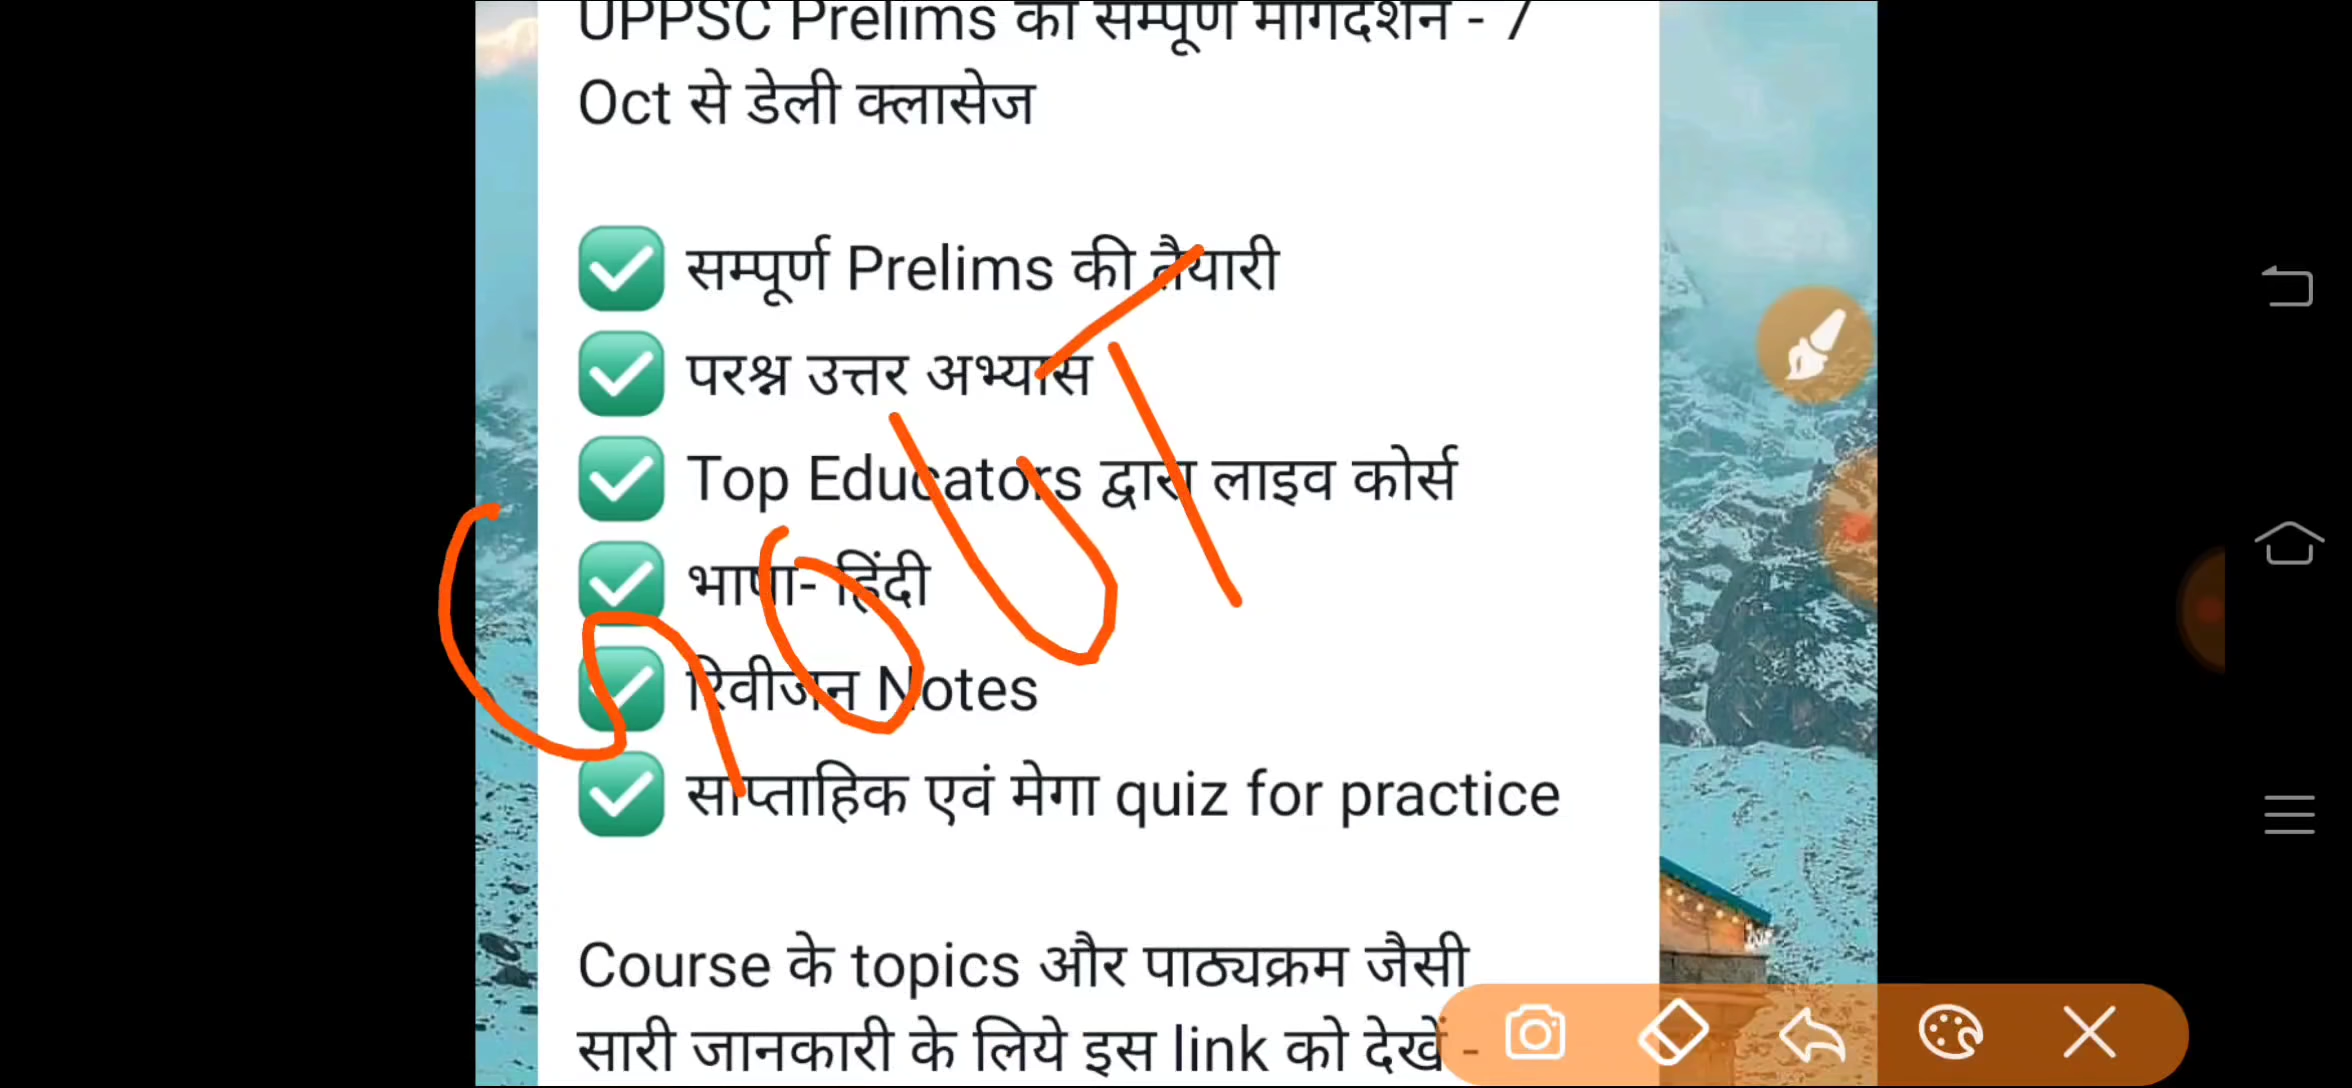 UPPSC Prelims का सम्पूर्ण मार्गदर्शन - 7
Oct से डेली क्लासेज
सम्पूर्ण Prelims की तैयारी
परश्न उत्तर अभ्यास
Top Educators द्वारा लाइव कोर्स
भाषा- हिंदी
रिवीजन Notes
साप्ताहिक एवं मेगा quiz for practice
Course के topics और पाठ्यक्रम जैसी
सारी जानकारी के लिये इस link को देखें -